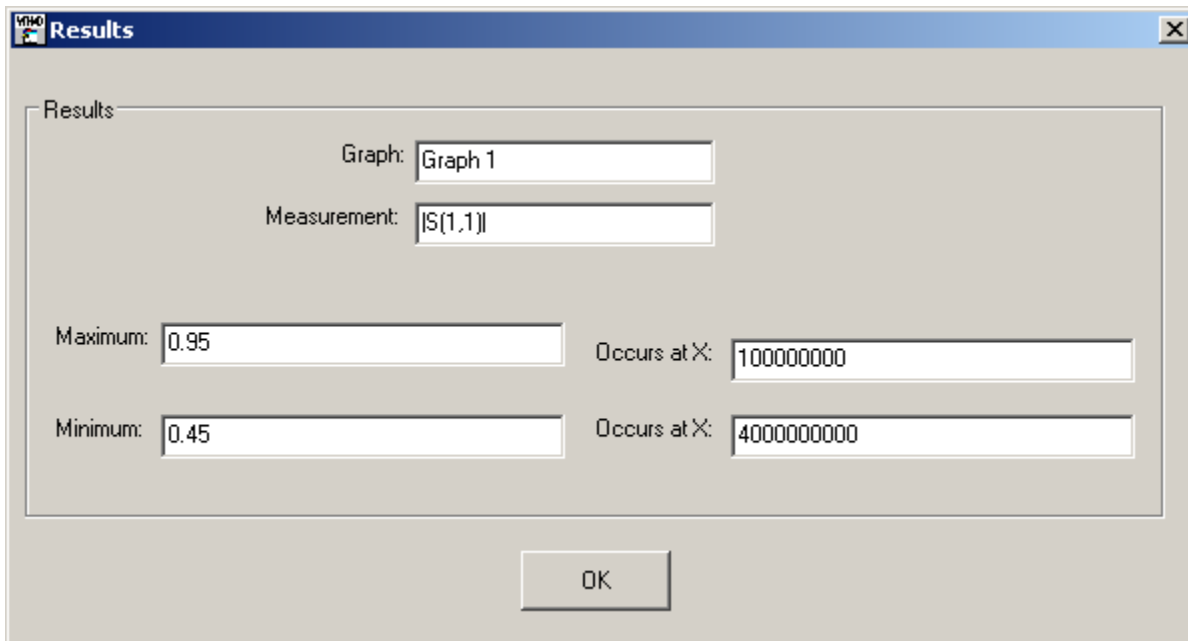 Results
Results
Graph: Graph 1
Measurement: |S(1,1)|
Maximum: 0.95 Occurs at X: 100000000
Minimum: 0.45 Occurs at X: 4000000000
OK